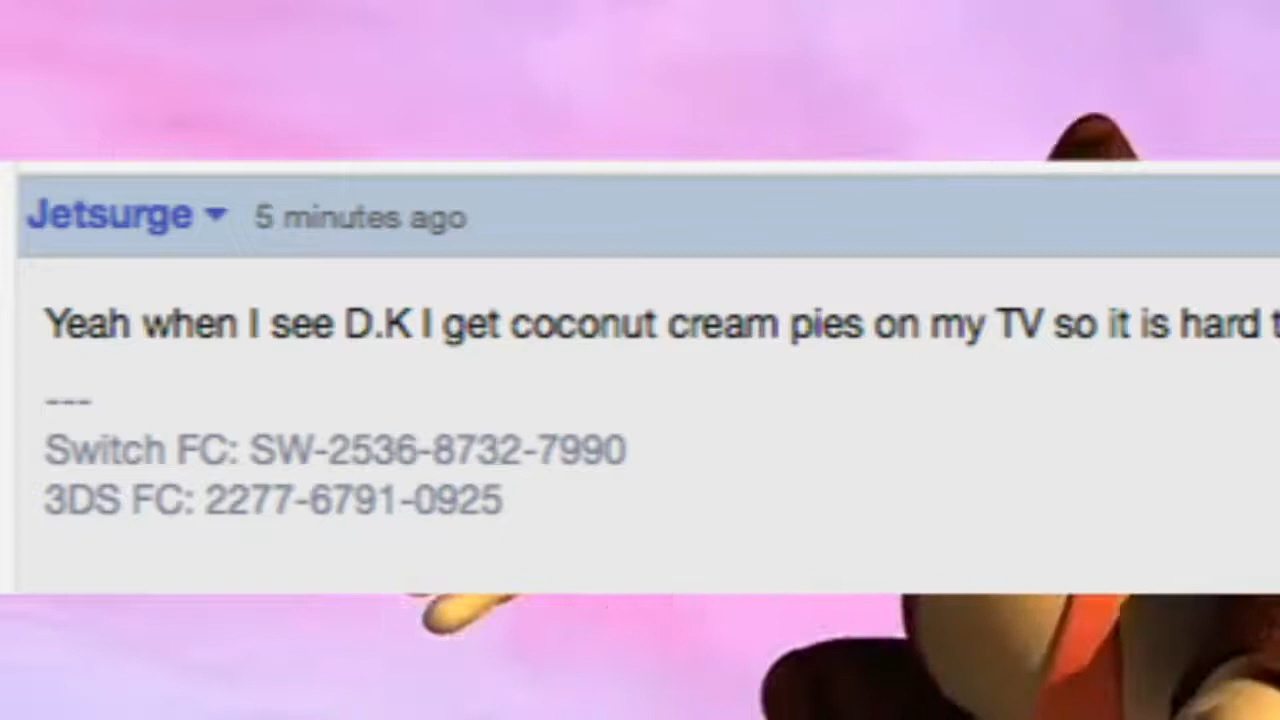 Jetsurge 5 minutes ago
Yeah when I see D.K I get coconut cream pies on my TV so it is hard
---
Switch FC: SW-2536-8732-7990
3DS FC: 2277-6791-0925